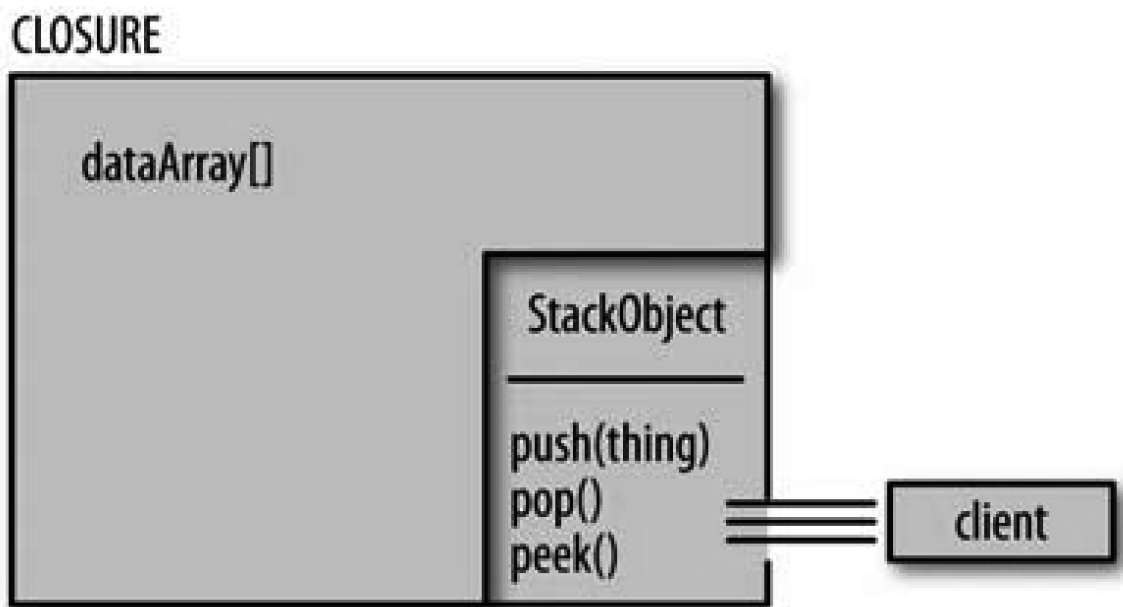 CLOSURE
dataArray[]
StackObject
push(thing)
pop()
peek()
client